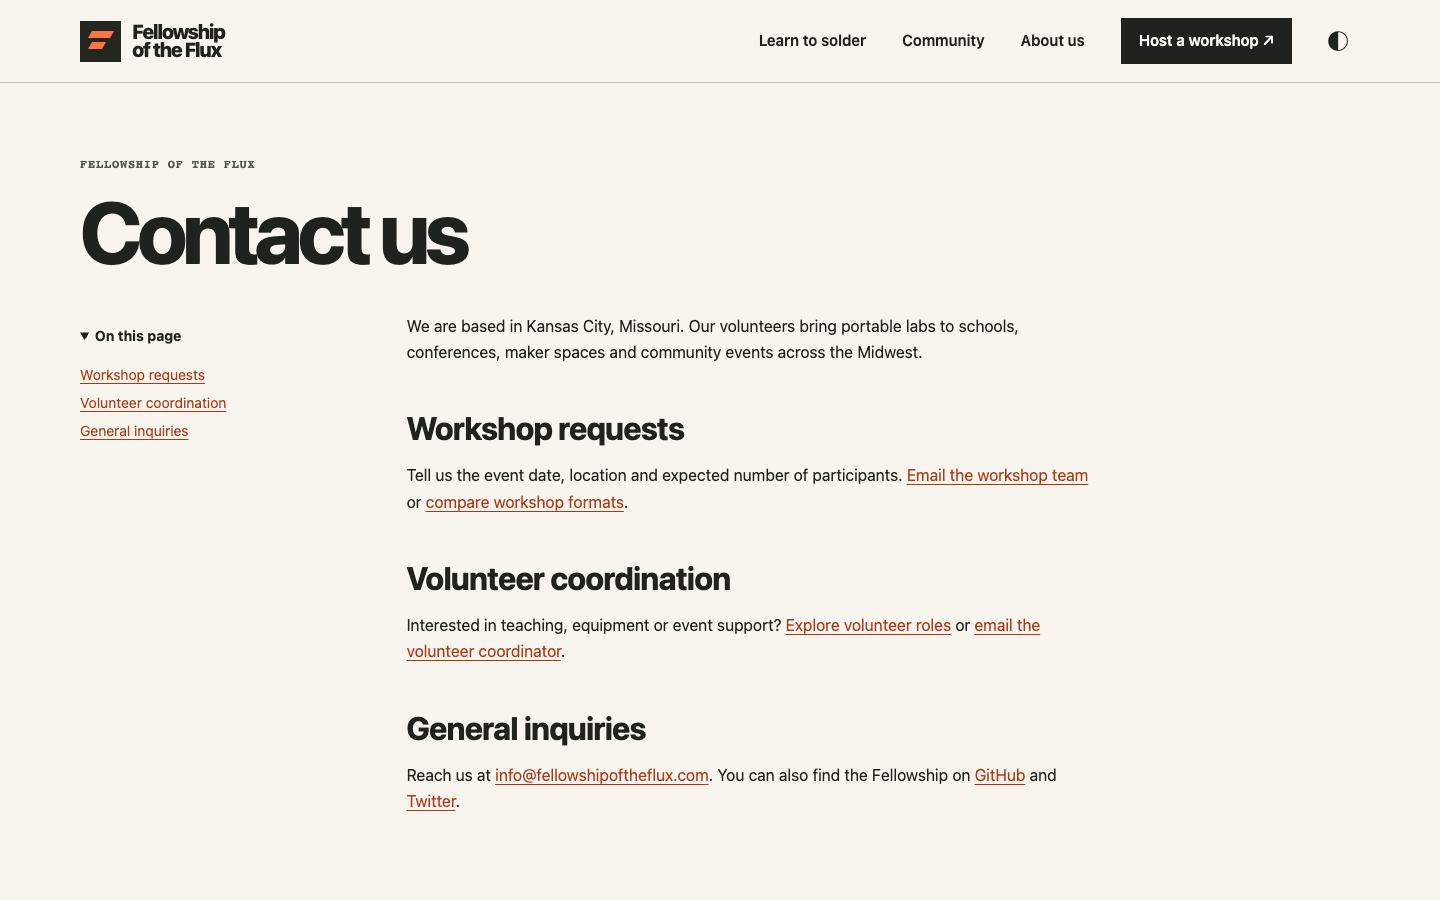 Fellowship
of the Flux
Learn to solder
Community
About us
Host a workshop ↗
FELLOWSHIP OF THE FLUX
Contact us
▼ On this page
Workshop requests
Volunteer coordination
General inquiries
We are based in Kansas City, Missouri. Our volunteers bring portable labs to schools,
conferences, maker spaces and community events across the Midwest.
Workshop requests
Tell us the event date, location and expected number of participants. Email the workshop team
or compare workshop formats.
Volunteer coordination
Interested in teaching, equipment or event support? Explore volunteer roles or email the
volunteer coordinator.
General inquiries
Reach us at info@fellowshipoftheflux.com. You can also find the Fellowship on GitHub and
Twitter.